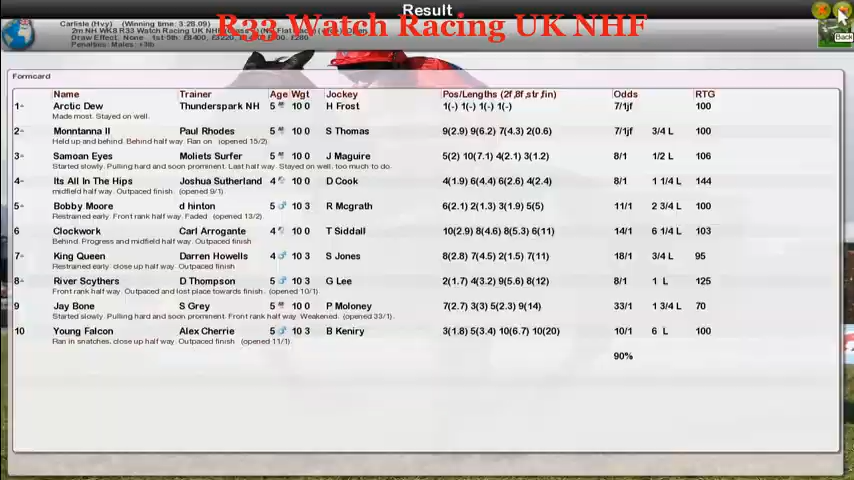 Result
R33 Watch Racing UK NHF
Carlisle (Hvy) (Winning time: 3:28.09)
Back
Formcard
Name Trainer Age Wgt Jockey Pos/Lengths (2f,8f,str,fin) Odds RTG
1 Arctic Dew Thunderspark NH 5 10 0 H Frost 1(-) 1(-) 1(-) 1(-) 7/1jf 100
Made most. Stayed on well.
2 Monntanna II Paul Rhodes 5 10 0 S Thomas 9(2.9) 9(6.2) 7(4.3) 2(0.6) 7/1jf 3/4 L 100
Held up and behind. Behind half way. Ran on (opened 15/2)
3 Samoan Eyes Moliets Surfer 5 10 0 J Maguire 5(2) 10(7.1) 4(2.1) 3(1.2) 8/1 1/2 L 106
Started slowly. Pulling hard and soon prominent. Last half way. Stayed on well, too much to do.
4 Its All In The Hips Joshua Sutherland 4 10 0 D Cook 4(1.9) 6(4.4) 6(2.6) 4(2.4) 8/1 1 1/4 L 144
midfield half way. Outpaced finish (opened 9/1)
5 Bobby Moore d hinton 5 10 3 R Mcgrath 6(2.1) 2(1.3) 3(1.9) 5(5) 11/1 2 3/4 L 100
Restrained early. Front rank half way. Faded (opened 13/2)
6 Clockwork Carl Arrogante 4 10 0 T Siddall 10(2.9) 8(4.6) 8(5.3) 6(11) 14/1 6 1/4 L 103
Behind. Progress and midfield half way. Outpaced finish
7 King Queen Darren Howells 4 10 3 S Jones 8(2.8) 7(4.5) 2(1.5) 7(11) 18/1 3/4 L 95
Restrained early. close up half way. Outpaced finish
8 River Scythers D Thompson 5 10 3 G Lee 2(1.7) 4(3.2) 9(5.6) 8(12) 8/1 1 L 125
Front rank half way. Outpaced and lost place towards finish. (opened 10/1)
9 Jay Bone S Grey 5 10 0 P Moloney 7(2.7) 3(3) 5(2.3) 9(14) 33/1 1 3/4 L 70
Started slowly. Pulling hard and soon prominent. Front rank half way. Weakened. (opened 33/1)
10 Young Falcon Alex Cherrie 5 10 3 B Keniry 3(1.8) 5(3.4) 10(6.7) 10(20) 10/1 6 L 100
Ran in snatches, close up half way. Outpaced finish (opened 11/1)
90%